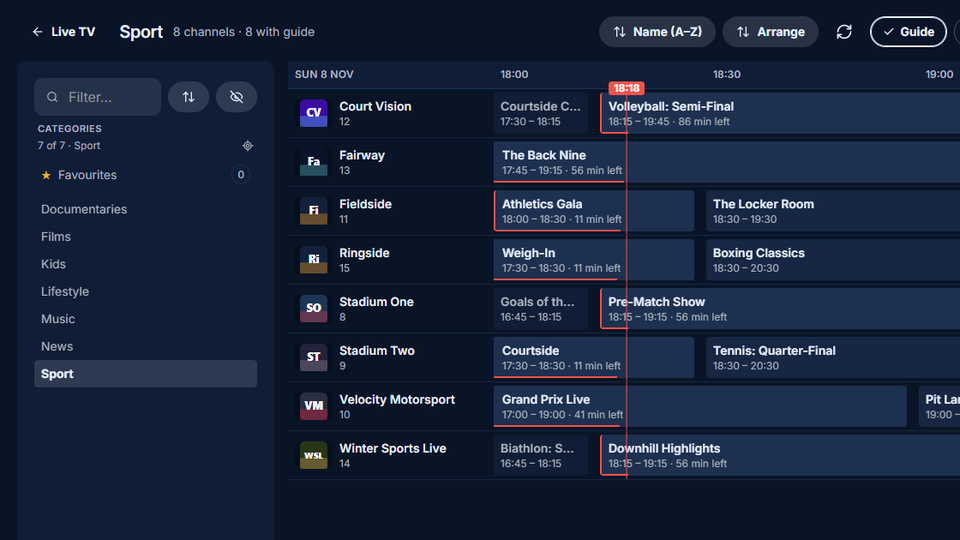 Live TV
Sport
8 channels · 8 with guide
Name (A–Z)
Arrange
Guide
Filter...
CATEGORIES
7 of 7 · Sport
Favourites
0
Documentaries
Films
Kids
Lifestyle
Music
News
Sport
SUN 8 NOV
18:00
18:30
19:00
18:18
CV
Court Vision
12
Courtside C...
17:30 – 18:15
Volleyball: Semi-Final
18:15 – 19:45 · 86 min left
Fa
Fairway
13
The Back Nine
17:45 – 19:15 · 56 min left
Fi
Fieldside
11
Athletics Gala
18:00 – 18:30 · 11 min left
The Locker Room
18:30 – 19:30
Ri
Ringside
15
Weigh-In
17:30 – 18:30 · 11 min left
Boxing Classics
18:30 – 20:30
SO
Stadium One
8
Goals of th...
16:45 – 18:15
Pre-Match Show
18:15 – 19:15 · 56 min left
ST
Stadium Two
9
Courtside
17:30 – 18:30 · 11 min left
Tennis: Quarter-Final
18:30 – 20:30
VM
Velocity Motorsport
10
Grand Prix Live
17:00 – 19:00 · 41 min left
Pit Lan
19:00 –
WSL
Winter Sports Live
14
Biathlon: S...
16:45 – 18:15
Downhill Highlights
18:15 – 19:15 · 56 min left